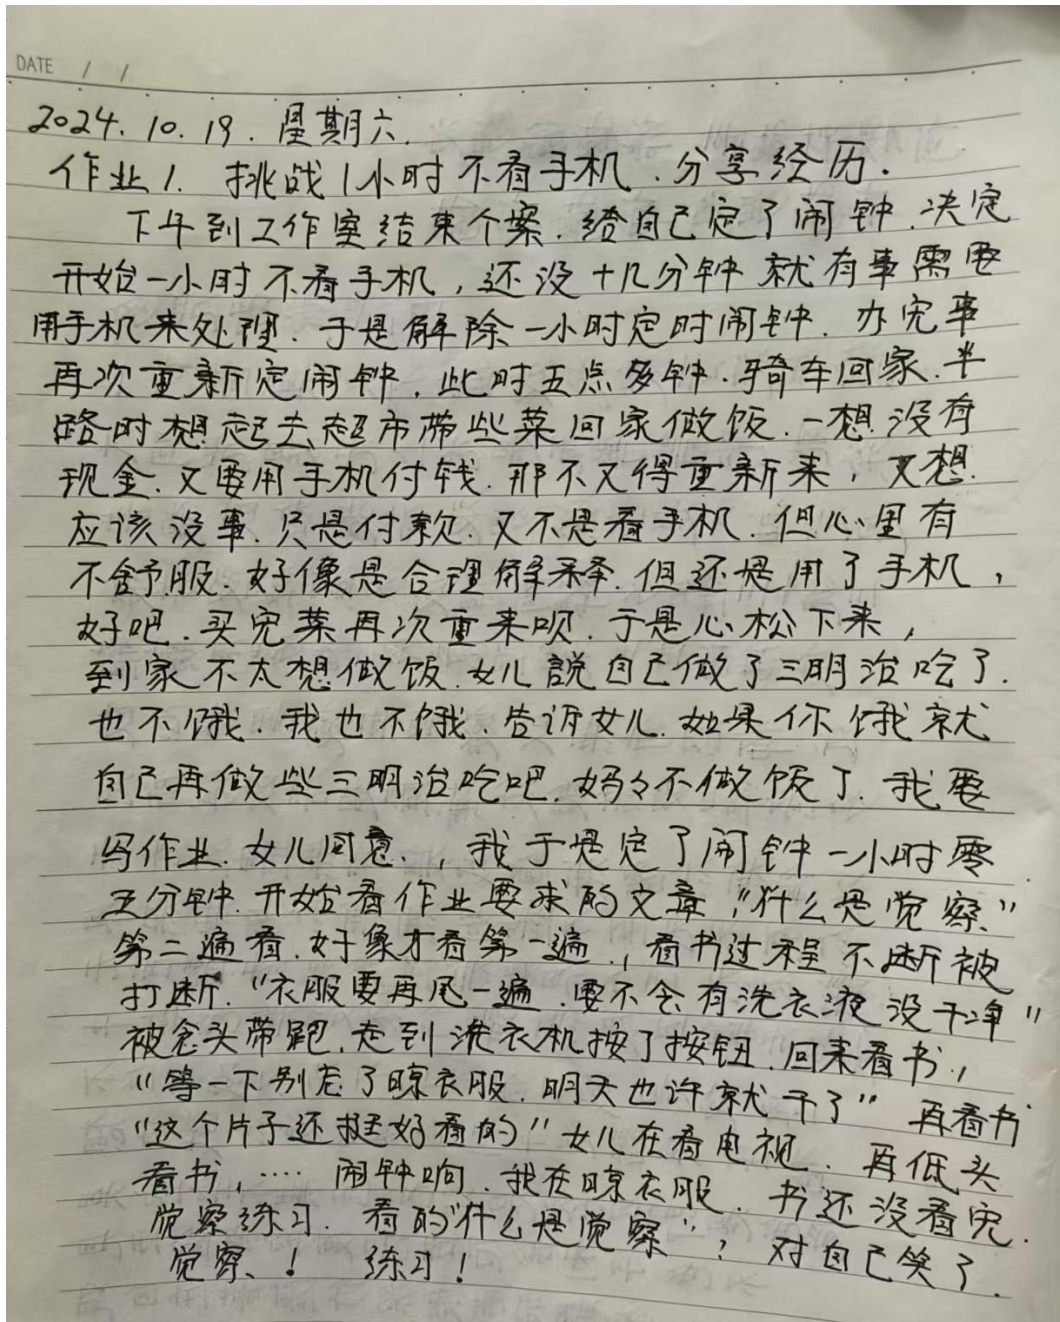 DATE / /
2024.10.19.星期六.
作业1.挑战1小时不看手机.分享经历.
下午到工作室结束个案.给自己定了闹钟.决定
开始一小时不看手机,还没十几分钟就有事需要
用手机来处理.于是解除一小时定时闹钟.办完事
再次重新定闹钟.此时五点多钟.骑车回家.半
路时想起去超市带些菜回家做饭.一想没有
现金.又要用手机付钱.那不又得重新来,又想.
应该没事.只是付款.又不是看手机.但心里有
不舒服.好像是合理解释.但还是用了手机,
好吧.买完菜再次重来呗.于是心松下来,
到家不太想做饭.女儿說自己做了三明治吃了.
也不饿.我也不饿.告诉女儿.如果你饿就
自己再做些三明治吃吧.妈々不做饭了.我要
写作业.女儿同意.,我于是定了闹钟一小时零
五分钟.开始看作业要求的文章,"什么是觉察"
第二遍看.好象才看第一遍.,看书过程不断被
打断."衣服要再甩一遍.要不会有洗衣液没干净"
被念头带跑.走到洗衣机按了按钮.回来看书,
"等一下别忘了晾衣服.明天也许就干了"再看书
"这个片子还挺好看的"女儿在看电视.再低头
看书,....闹钟响.我在晾衣服.书还没看完.
觉察练习.看的"什么是觉察",?对自己笑了.
觉察、!练习!